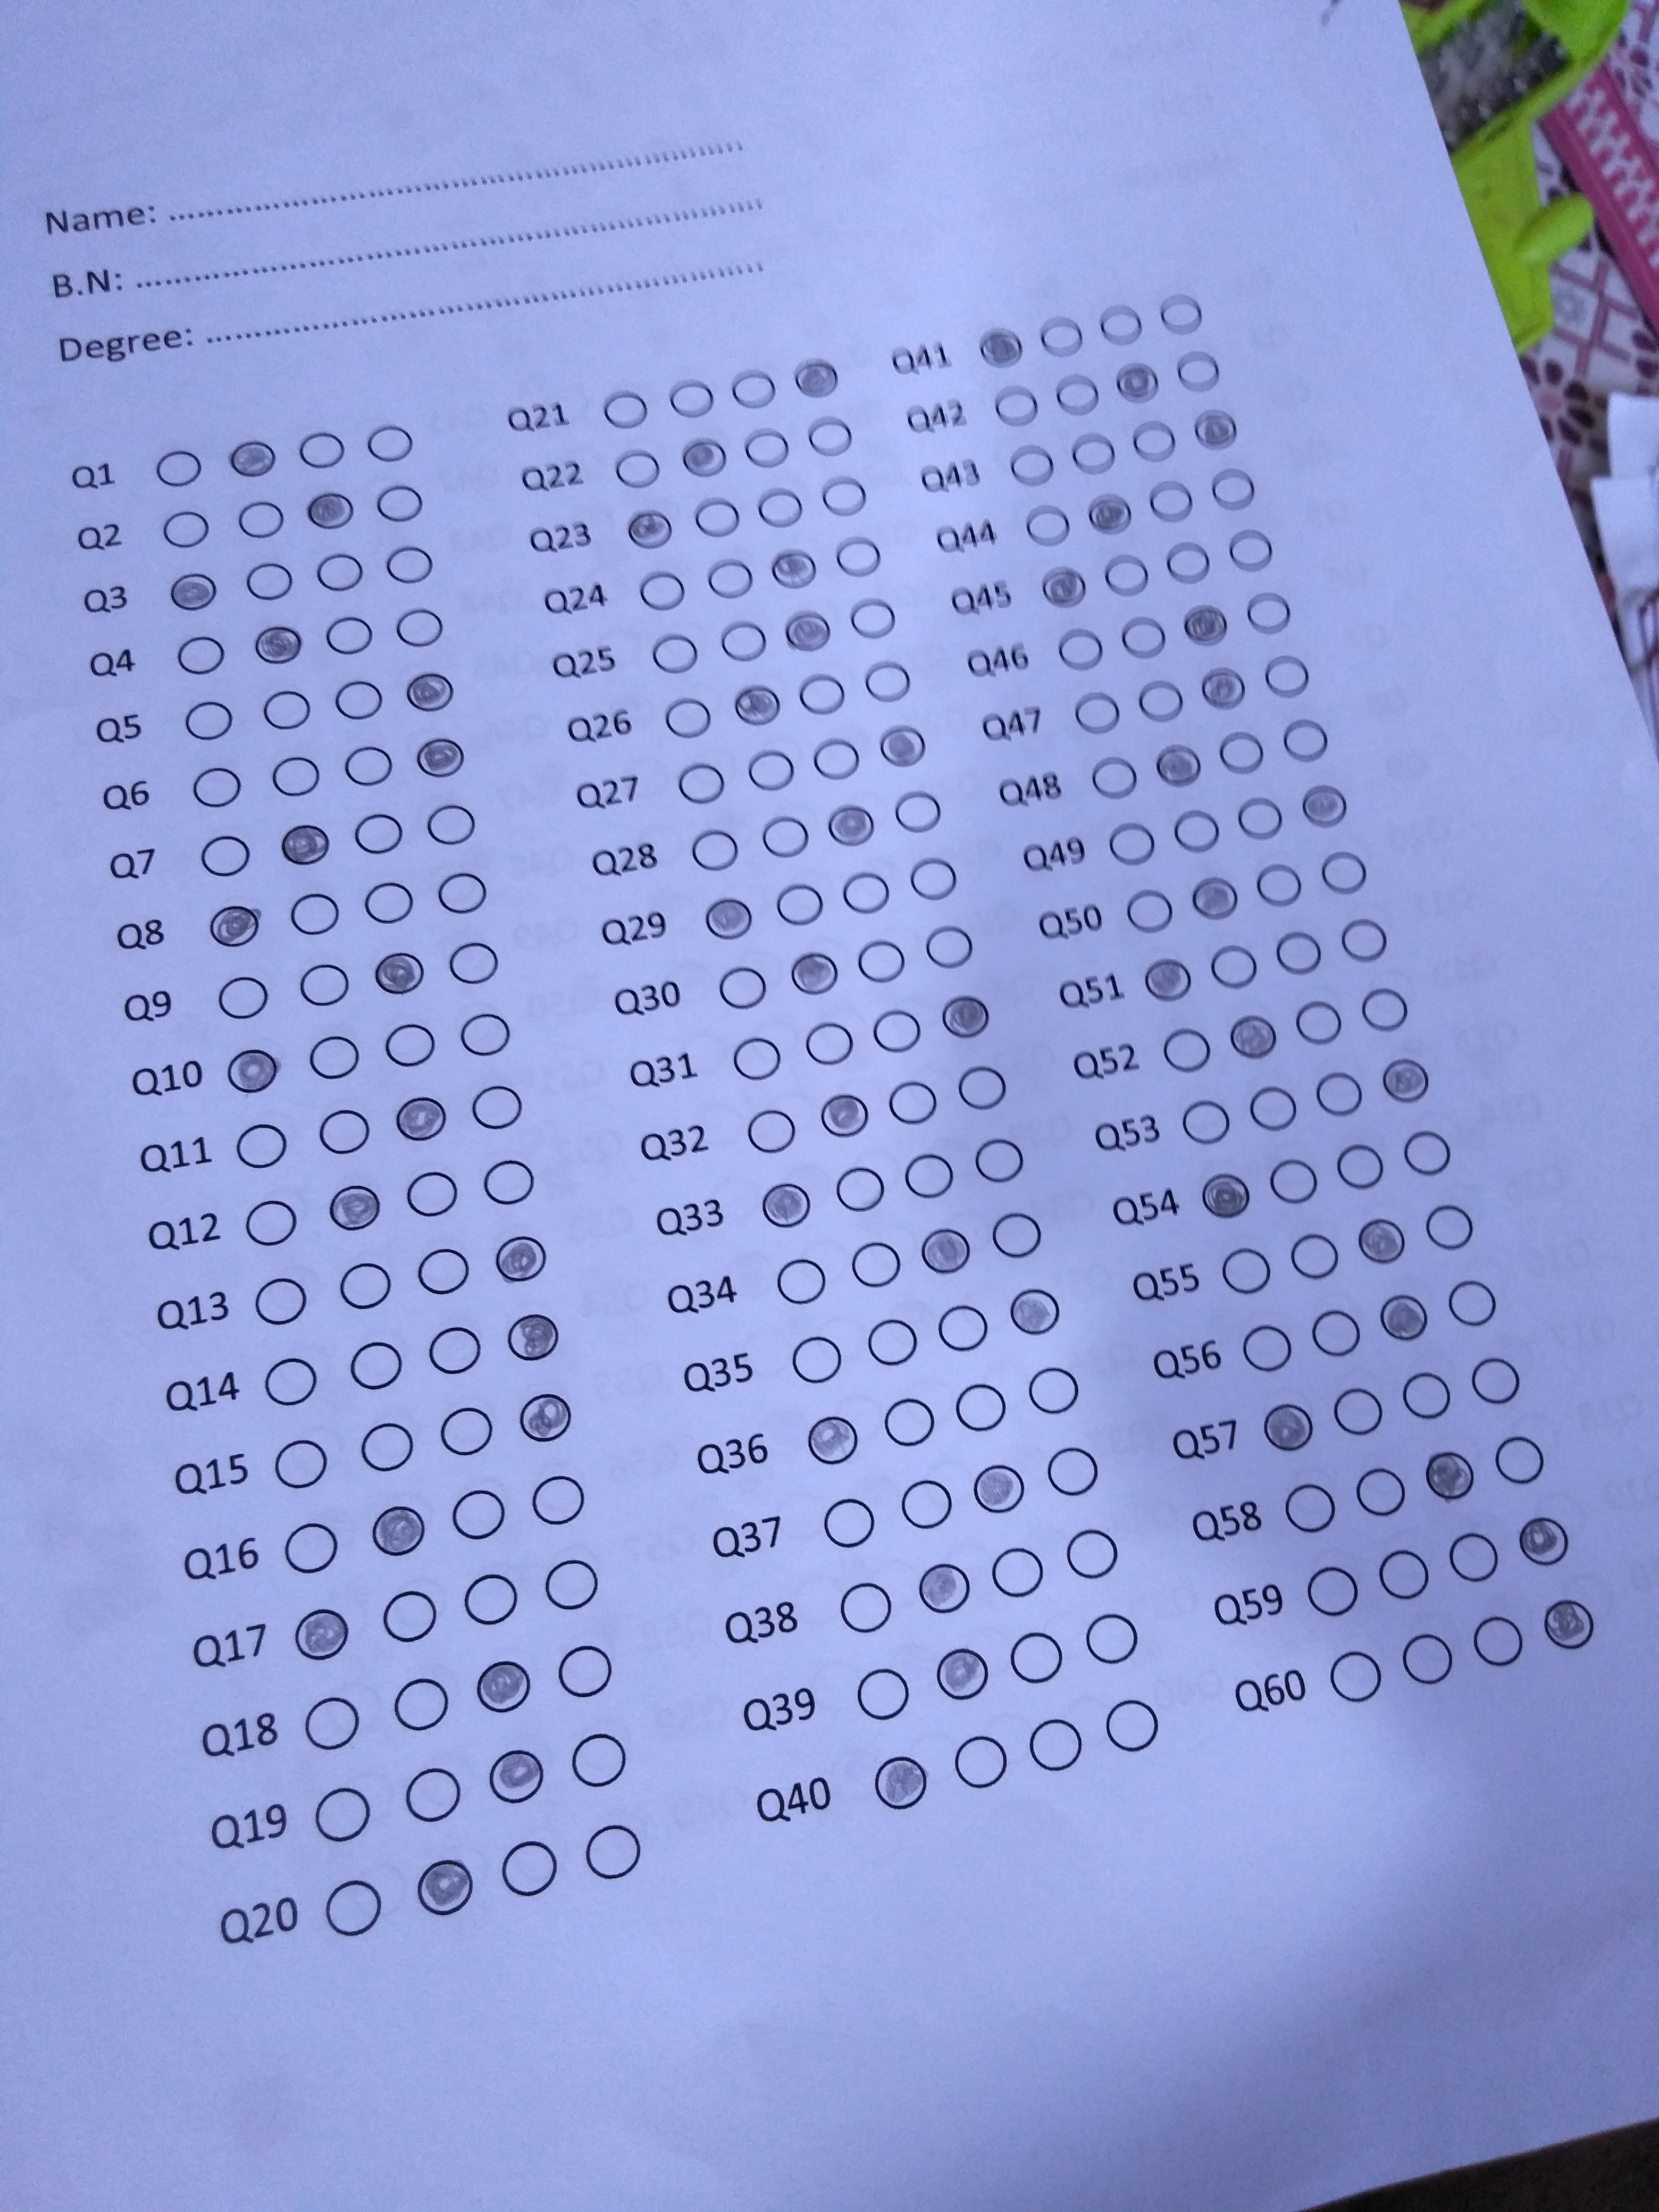 Name: ........................................................
B.N: ............................................................
Degree: .....................................................
Q1
Q2
Q3
Q4
Q5
Q6
Q7
Q8
Q9
Q10
Q11
Q12
Q13
Q14
Q15
Q16
Q17
Q18
Q19
Q20
Q21
Q22
Q23
Q24
Q25
Q26
Q27
Q28
Q29
Q30
Q31
Q32
Q33
Q34
Q35
Q36
Q37
Q38
Q39
Q40
Q41
Q42
Q43
Q44
Q45
Q46
Q47
Q48
Q49
Q50
Q51
Q52
Q53
Q54
Q55
Q56
Q57
Q58
Q59
Q60